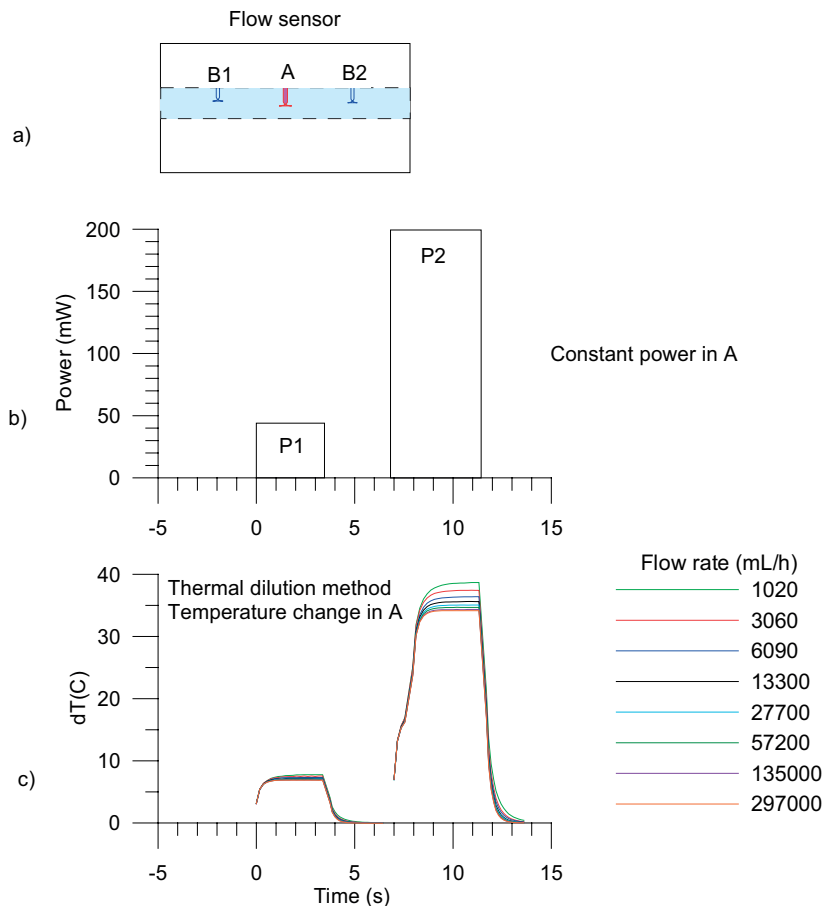 Flow sensor
B1 A B2
a)
200
150
100
50
0
Power (mW)
P1
P2
Constant power in A
b)
-5 0 5 10 15
Thermal dilution method
Temperature change in A
40
30
20
10
0
dT(C)
c)
-5 0 5 10 15
Time (s)
Flow rate (mL/h)
1020
3060
6090
13300
27700
57200
135000
297000